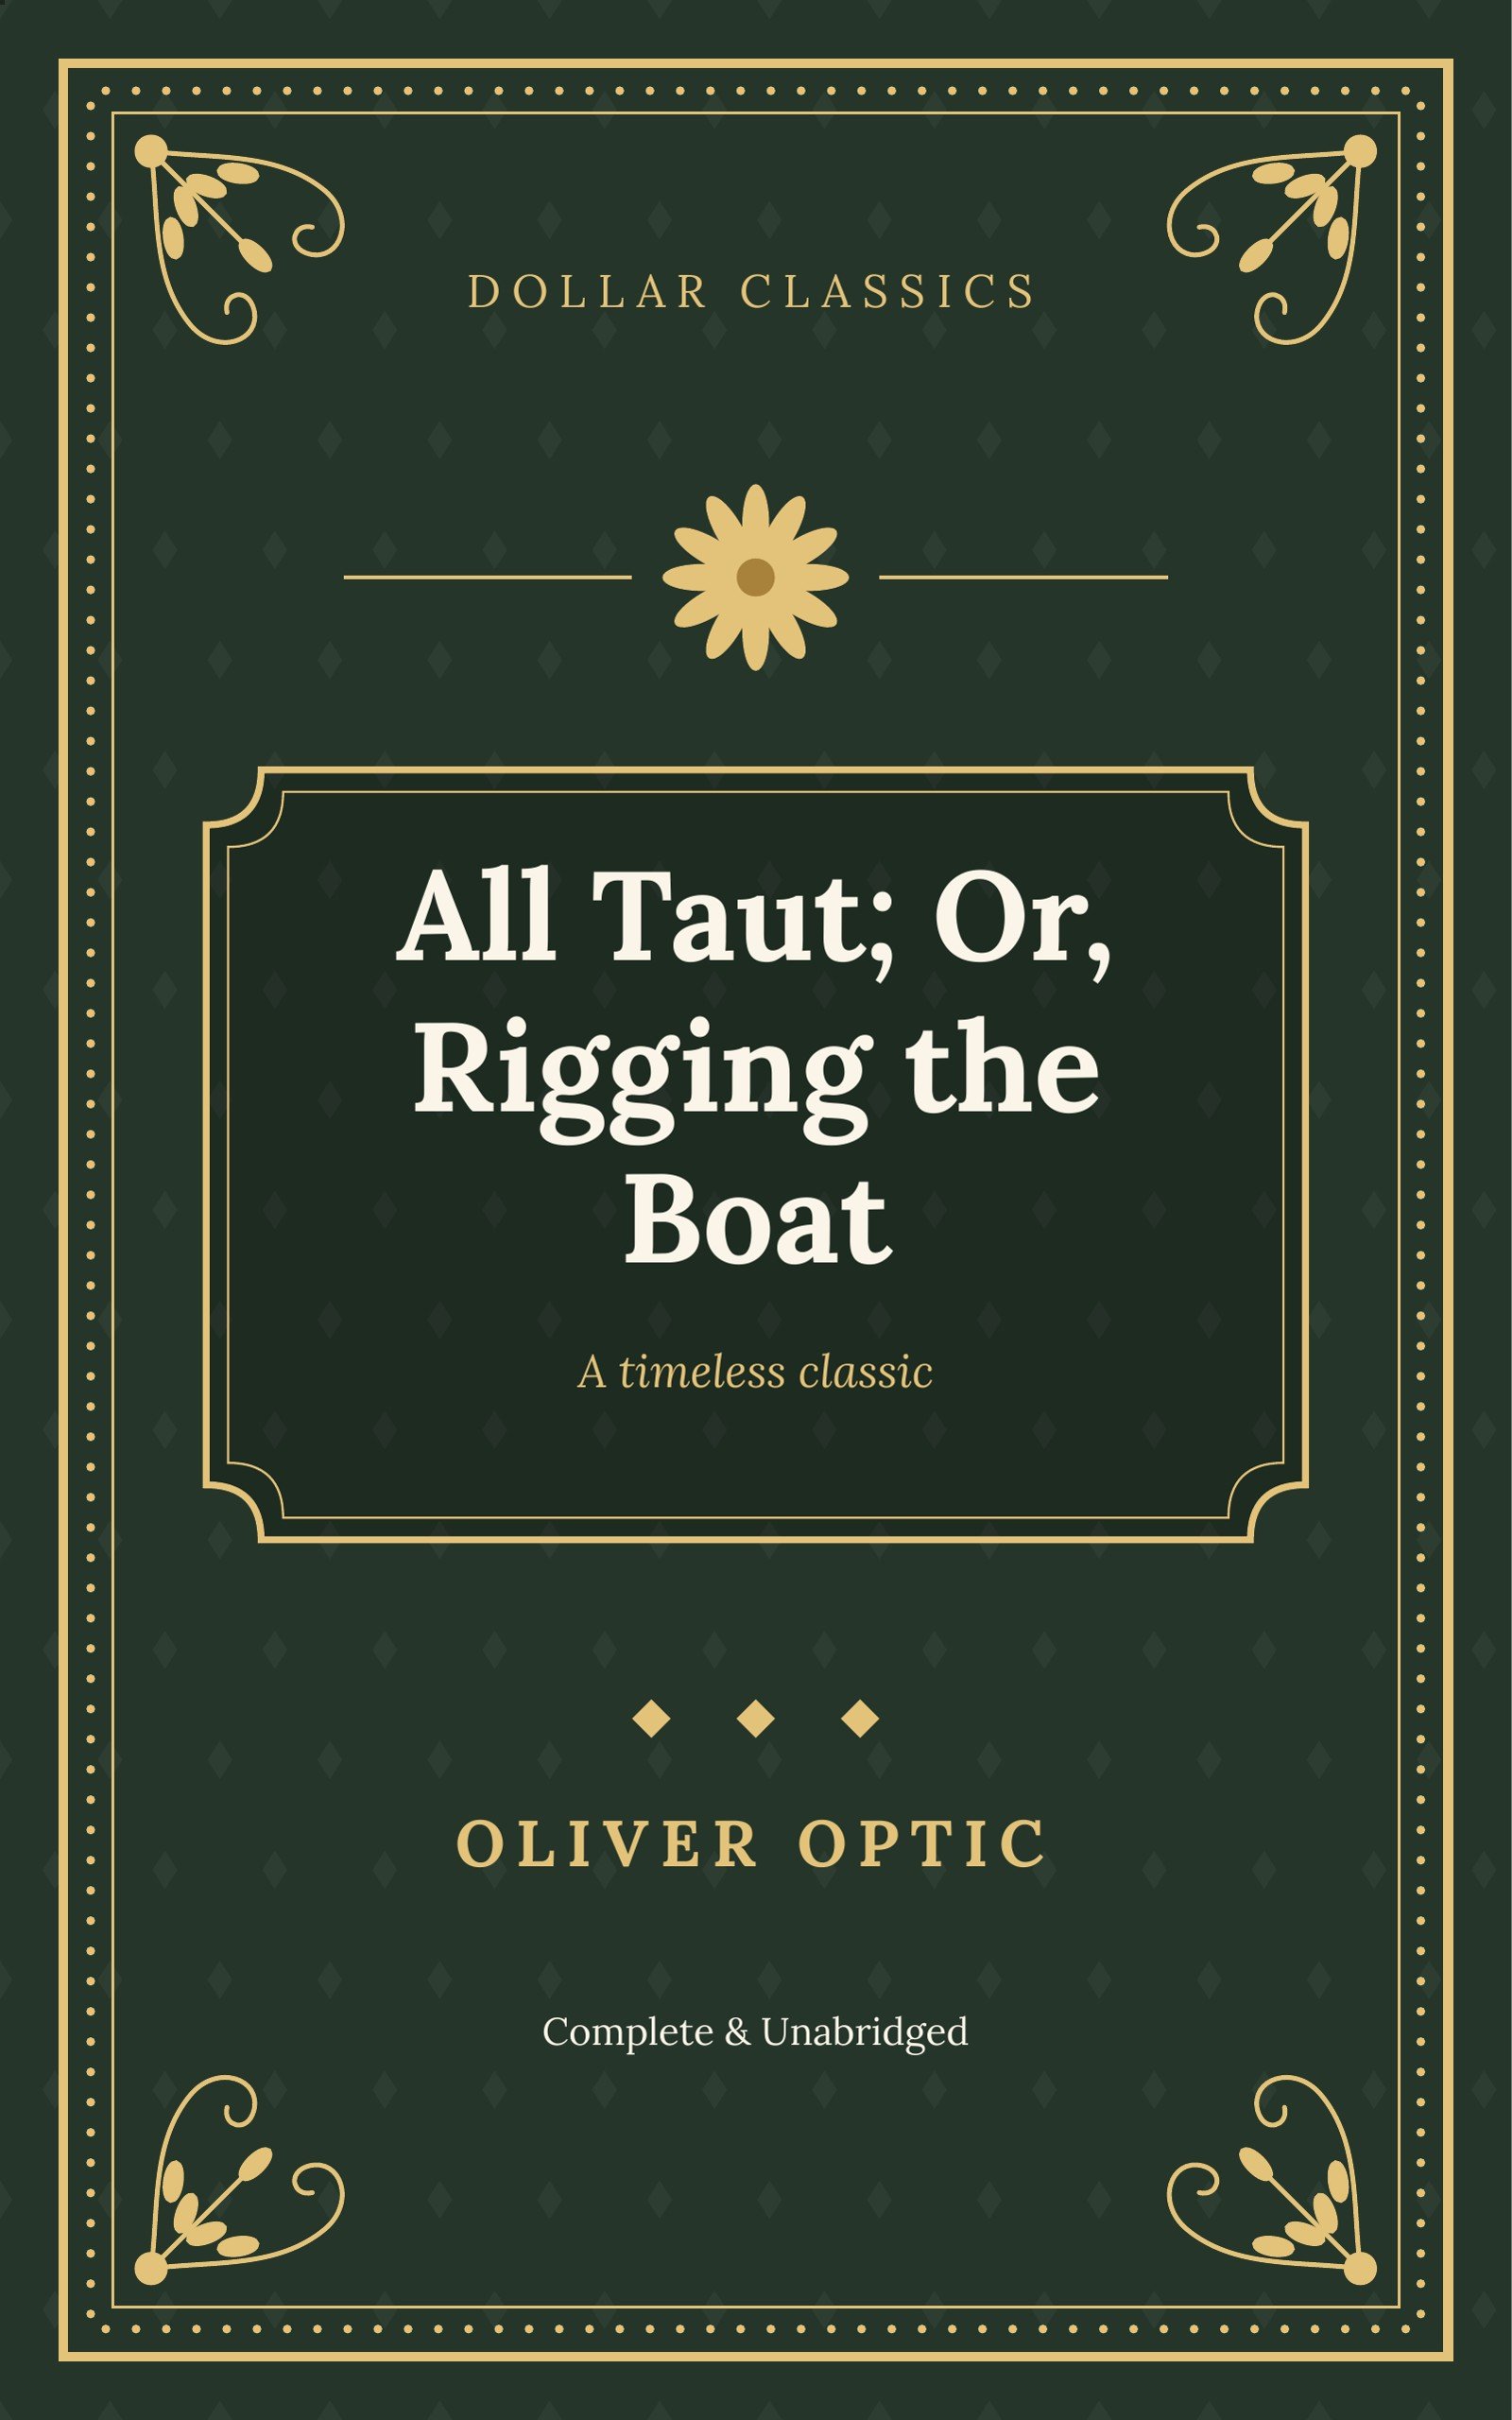 DOLLAR CLASSICS
All Taut; Or,
Rigging the
Boat
A timeless classic
OLIVER OPTIC
Complete & Unabridged